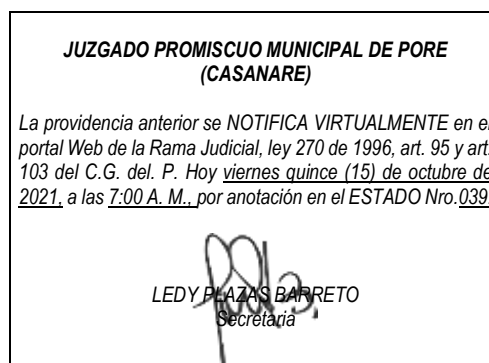 JUZGADO PROMISCUO MUNICIPAL DE PORE
(CASANARE)
La providencia anterior se NOTIFICA VIRTUALMENTE en el
portal Web de la Rama Judicial, ley 270 de 1996, art. 95 y art.
103 del C.G. del. P. Hoy viernes quince (15) de octubre de
2021, a las 7:00 A. M., por anotación en el ESTADO Nro.039
LEDY PLAZAS BARRETO
Secretaria